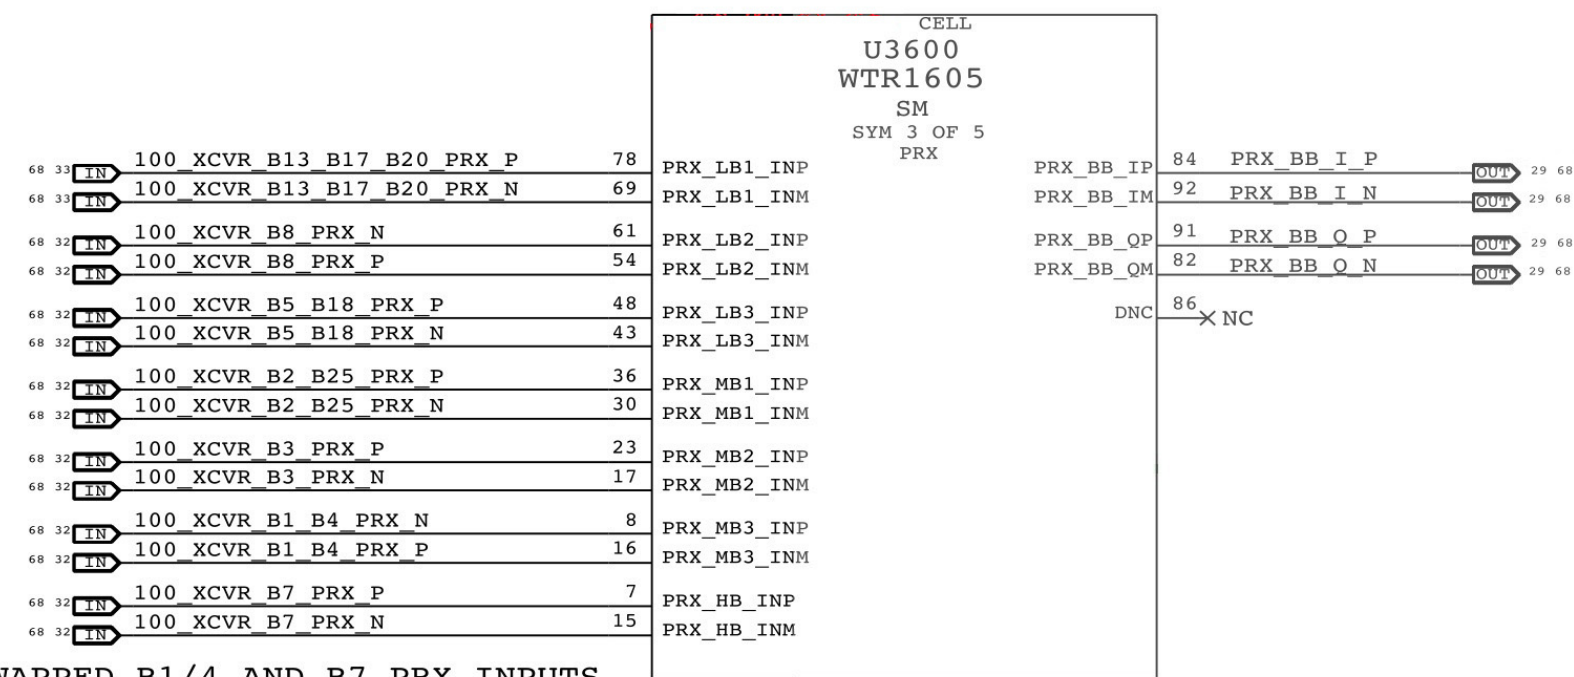 CELL
U3600
WTR1605
SM
SYM 3 OF 5
PRX
68 33 IN 100_XCVR_B13_B17_B20_PRX_P 78 PRX_LB1_INP PRX_BB_IP 84 PRX_BB_I_P OUT 29 68
68 33 IN 100_XCVR_B13_B17_B20_PRX_N 69 PRX_LB1_INM PRX_BB_IM 92 PRX_BB_I_N OUT 29 68
68 32 IN 100_XCVR_B8_PRX_N 61 PRX_LB2_INP PRX_BB_QP 91 PRX_BB_Q_P OUT 29 68
68 32 IN 100_XCVR_B8_PRX_P 54 PRX_LB2_INM PRX_BB_QM 82 PRX_BB_Q_N OUT 29 68
68 32 IN 100_XCVR_B5_B18_PRX_P 48 PRX_LB3_INP DNC 86 NC
68 32 IN 100_XCVR_B5_B18_PRX_N 43 PRX_LB3_INM
68 32 IN 100_XCVR_B2_B25_PRX_P 36 PRX_MB1_INP
68 32 IN 100_XCVR_B2_B25_PRX_N 30 PRX_MB1_INM
68 32 IN 100_XCVR_B3_PRX_P 23 PRX_MB2_INP
68 32 IN 100_XCVR_B3_PRX_N 17 PRX_MB2_INM
68 32 IN 100_XCVR_B1_B4_PRX_N 8 PRX_MB3_INP
68 32 IN 100_XCVR_B1_B4_PRX_P 16 PRX_MB3_INM
68 32 IN 100_XCVR_B7_PRX_P 7 PRX_HB_INP
68 32 IN 100_XCVR_B7_PRX_N 15 PRX_HB_INM
B1/4 AND B7 PRX INPUTS